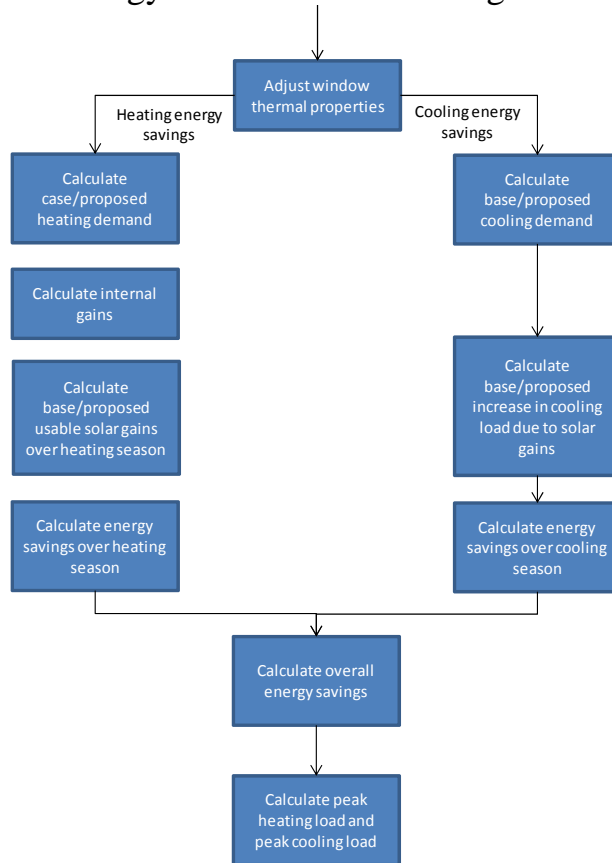 Adjust window
thermal properties
Heating energy
savings
Cooling energy
savings
Calculate
case/proposed
heating demand
Calculate
base/proposed
cooling demand
Calculate internal
gains
Calculate
base/proposed
usable solar gains
over heating season
Calculate
base/proposed
increase in cooling
load due to solar
gains
Calculate energy
savings over heating
season
Calculate energy
savings over cooling
season
Calculate overall
energy savings
Calculate peak
heating load and
peak cooling load